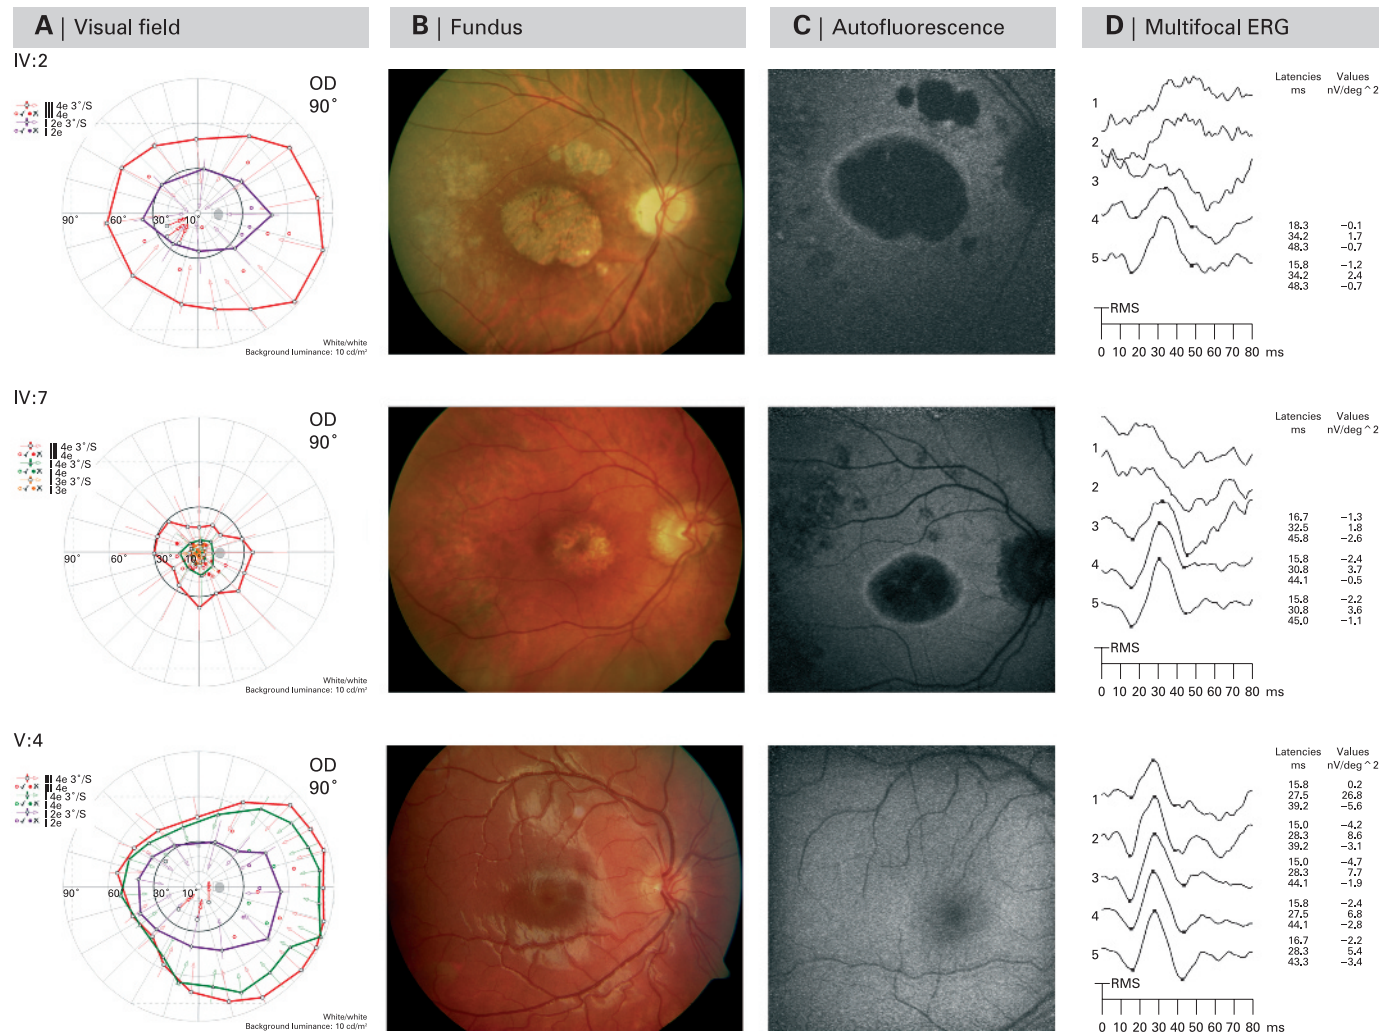 A | Visual field
B | Fundus
C | Autofluorescence
D | Multifocal ERG
IV:2
OD
90°
4e 3°/S
4e
2e 3°/S
2e
90°
60°
30°
10°
White/white
Background luminance: 10 cd/m²
Latencies Values
ms nV/deg^2
1
2
3
4
5
18.3 −0.1
34.2 1.7
48.3 −0.7
15.8 −1.2
34.2 2.4
48.3 −0.7
RMS
0 10 20 30 40 50 60 70 80 ms
IV:7
OD
90°
4e 3°/S
4e
4e 3°/S
4e
3e 3°/S
3e
90°
60°
30°
10°
White/white
Background luminance: 10 cd/m²
Latencies Values
ms nV/deg^2
1
2
3
4
5
16.7 −1.3
32.5 1.8
45.8 −2.6
15.8 −2.4
30.8 3.7
44.1 −0.5
15.8 −2.2
30.8 3.6
45.0 −1.1
RMS
0 10 20 30 40 50 60 70 80 ms
V:4
OD
90°
4e 3°/S
4e
4e 3°/S
4e
2e 3°/S
2e
90°
60°
30°
10°
White/white
Background luminance: 10 cd/m²
Latencies Values
ms nV/deg^2
1
2
3
4
5
15.8 0.2
27.5 26.8
39.2 −5.6
15.0 −4.2
28.3 8.6
39.2 −3.1
15.0 −4.7
28.3 7.7
44.1 −1.9
15.8 −2.4
27.5 6.8
44.1 −2.8
16.7 −2.2
28.3 5.4
43.3 −3.4
RMS
0 10 20 30 40 50 60 70 80 ms